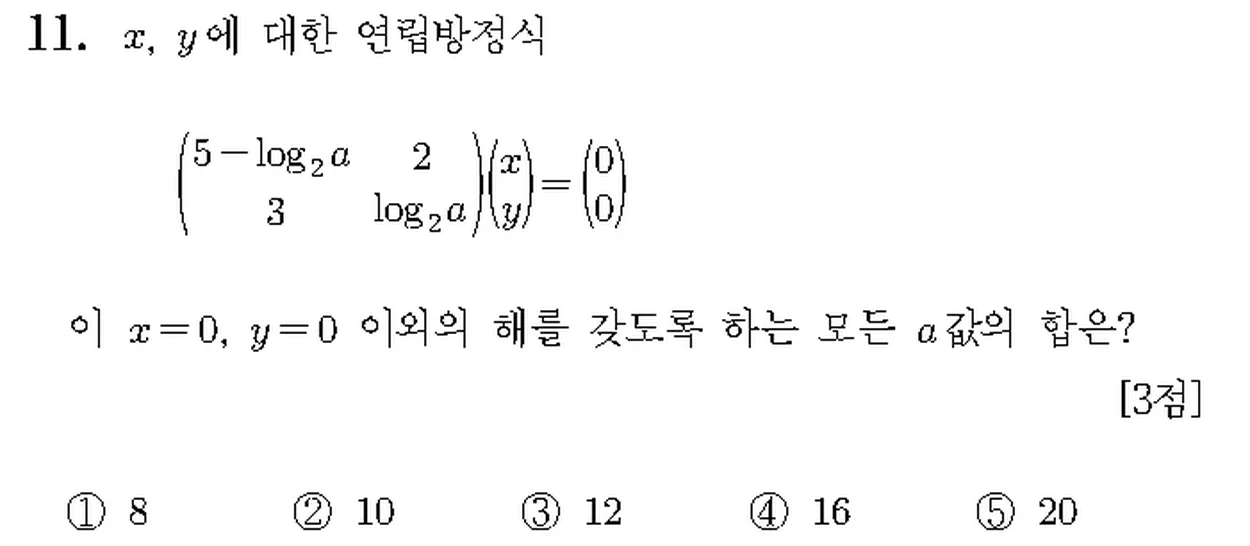 11. x, y에 대한 연립방정식
(5-log₂a 2
3 log₂a)(x
y)=(0
0)
이 x=0, y=0 이외의 해를 갖도록 하는 모든 a값의 합은?
[3점]
① 8 ② 10 ③ 12 ④ 16 ⑤ 20